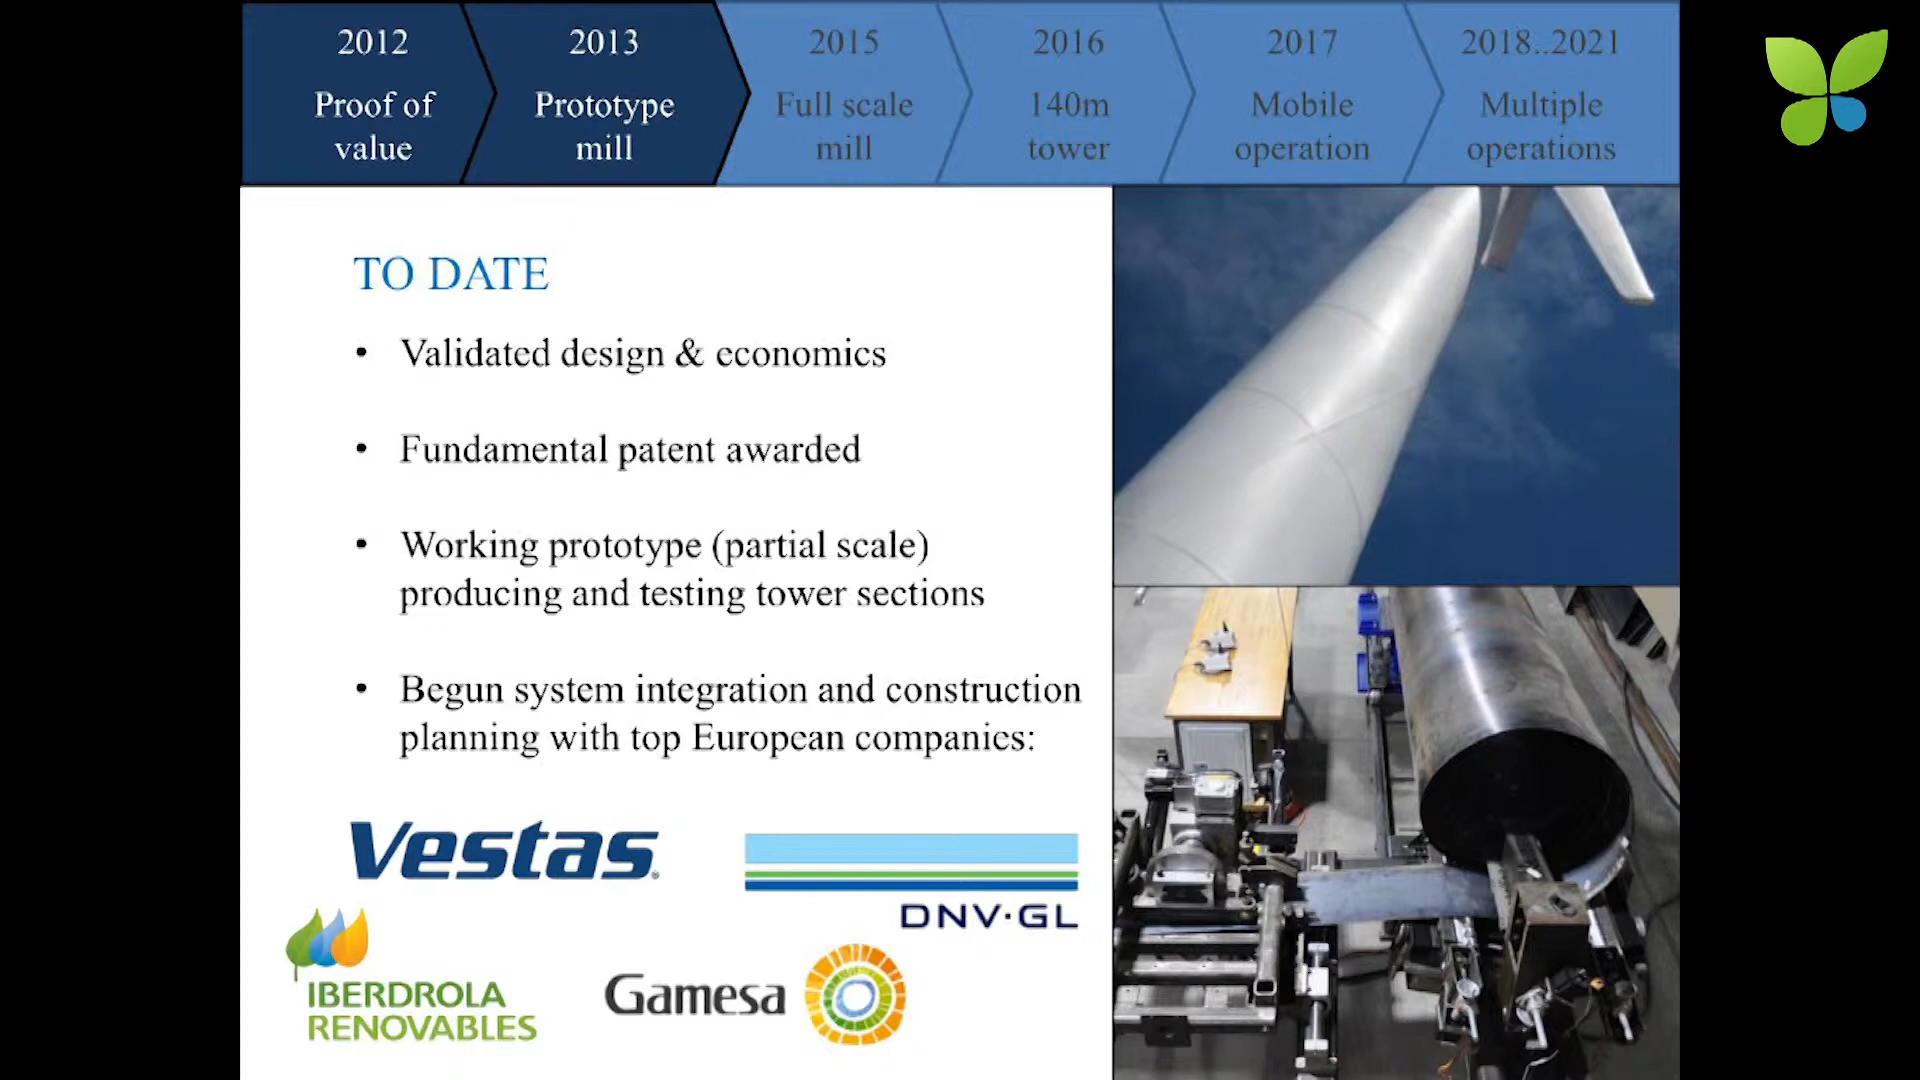 2012
Proof of
value
2013
Prototype
mill
2015
Full scale
mill
2016
140m
tower
2017
Mobile
operation
2018..2021
Multiple
operations
TO DATE
• Validated design & economics
• Fundamental patent awarded
• Working prototype (partial scale)
producing and testing tower sections
• Begun system integration and construction
planning with top European companies:
Vestas®
DNV·GL
IBERDROLA
RENOVABLES
Gamesa